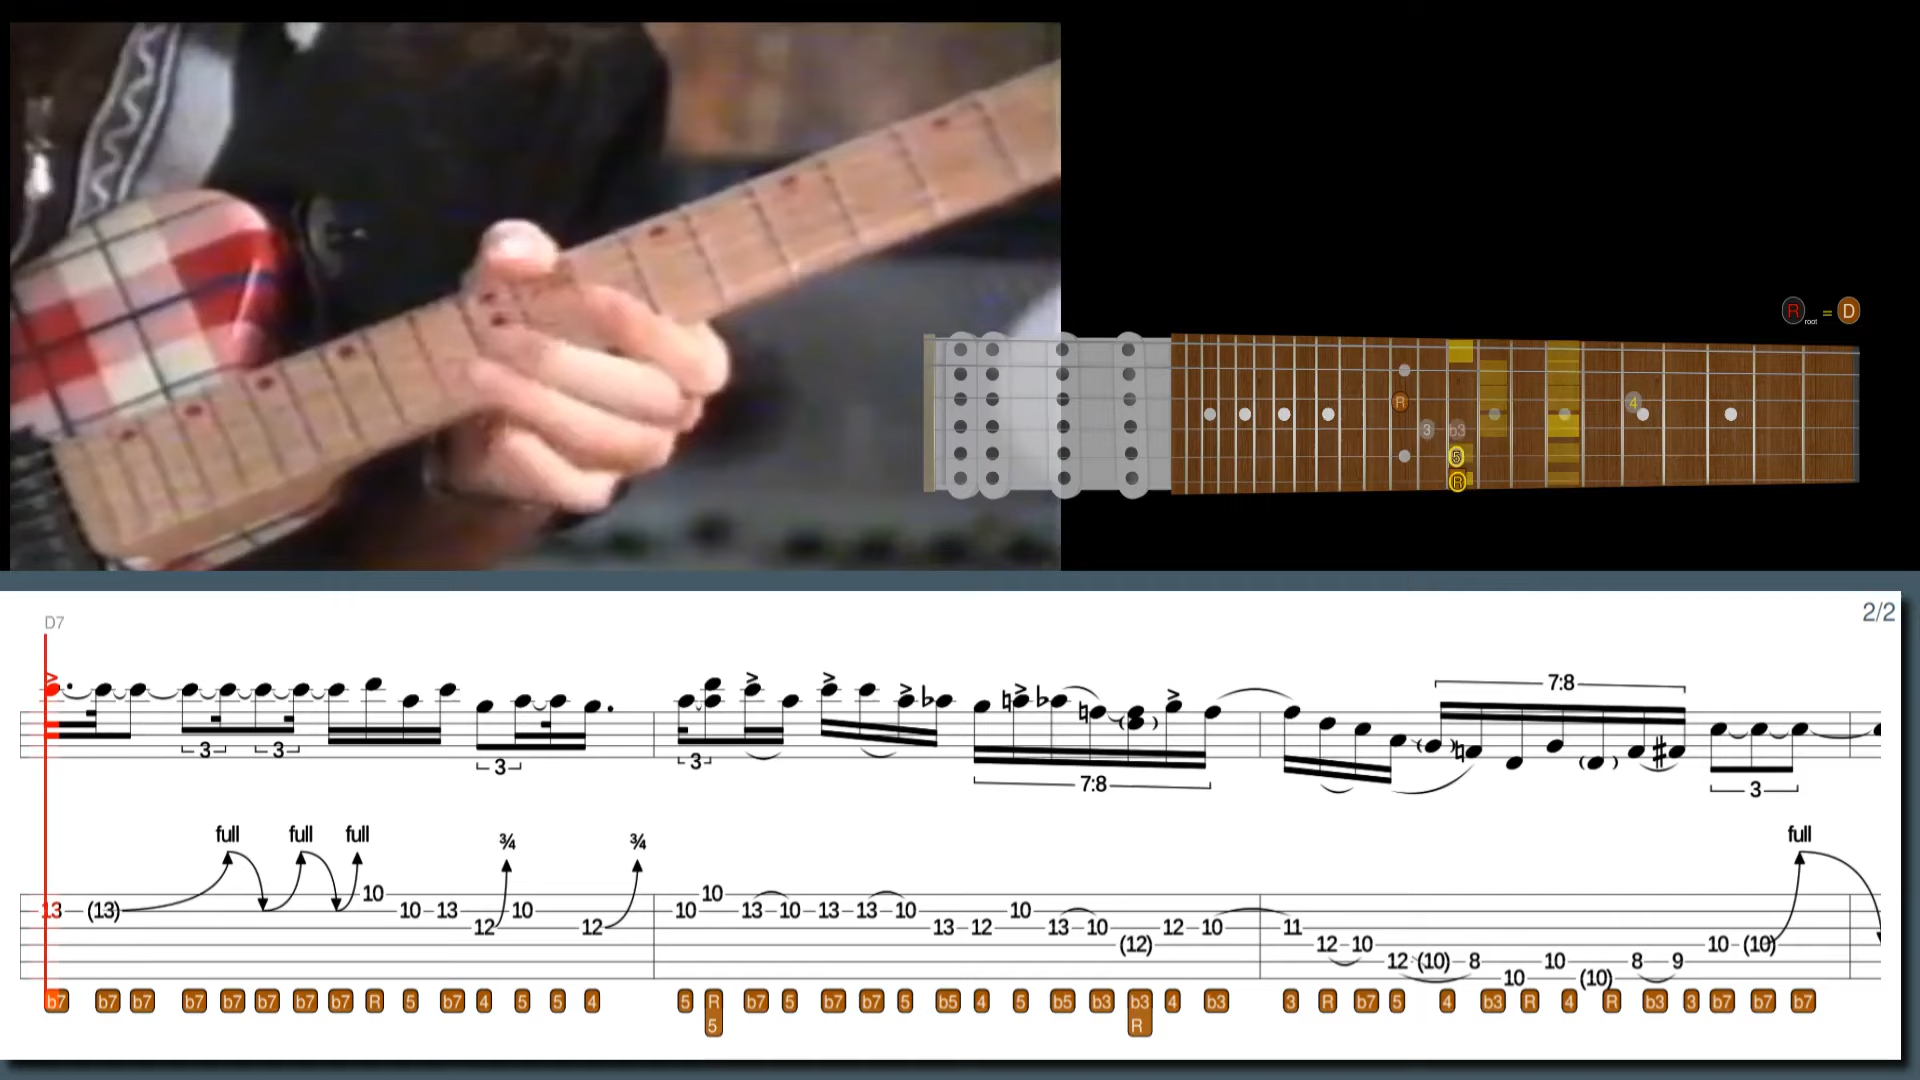 R root = D
R 4
3 b3
5
R
D7 2/2
7:8
3 3 3 3 7:8 3
full full full ¾ ¾ full
10 10
13 (13) 10 13 10 10 13 10 13 13 10 10
12 12 13 12 13 10 12 10 11
(12) 12 10 10 (10)
12 (10) 8 10 8 9
10 (10)
b7 b7 b7 b7 b7 b7 b7 b7 R 5 b7 4 5 5 4 5 R b7 5 b7 b7 5 b5 4 5 b5 b3 b3 4 b3 3 R b7 5 4 b3 R 4 R b3 3 b7 b7 b7
5 R